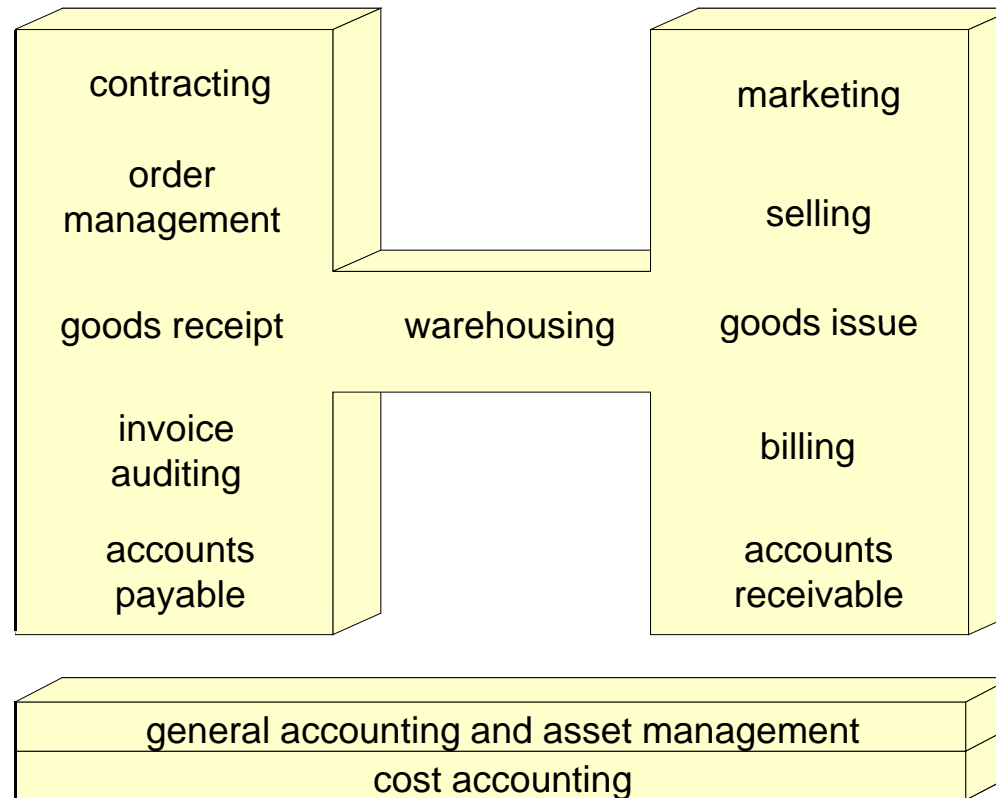 contracting
order
management
goods receipt
invoice
auditing
accounts
payable
warehousing
marketing
selling
goods issue
billing
accounts
receivable
general accounting and asset management
cost accounting